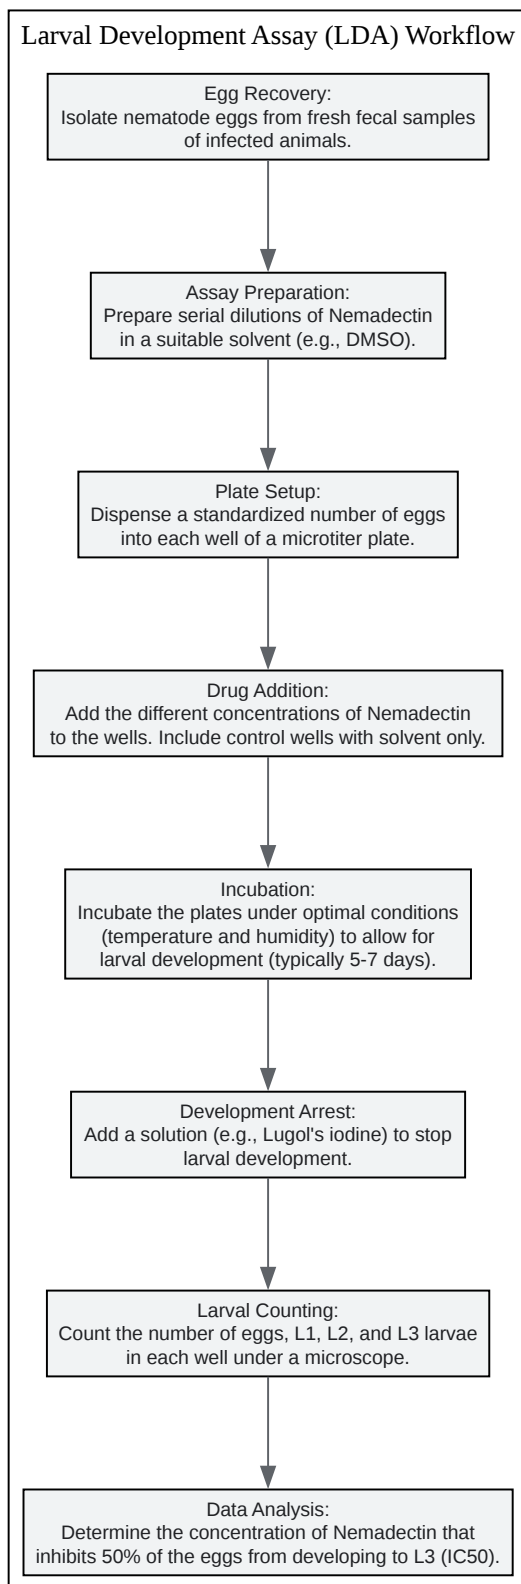 Larval Development Assay (LDA) Workflow
Egg Recovery:
Isolate nematode eggs from fresh fecal samples
of infected animals.
Assay Preparation:
Prepare serial dilutions of Nemadectin
in a suitable solvent (e.g., DMSO).
Plate Setup:
Dispense a standardized number of eggs
into each well of a microtiter plate.
Drug Addition:
Add the different concentrations of Nemadectin
to the wells. Include control wells with solvent only.
Incubation:
Incubate the plates under optimal conditions
(temperature and humidity) to allow for
larval development (typically 5-7 days).
Development Arrest:
Add a solution (e.g., Lugol's iodine) to stop
larval development.
Larval Counting:
Count the number of eggs, L1, L2, and L3 larvae
in each well under a microscope.
Data Analysis:
Determine the concentration of Nemadectin that
inhibits 50% of the eggs from developing to L3 (IC50).